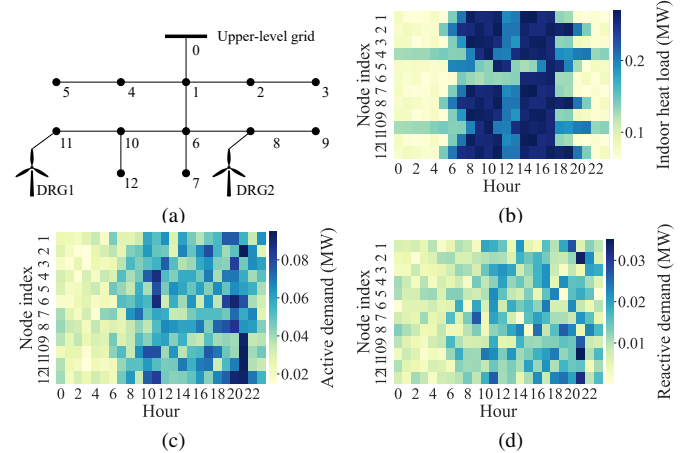 0 Upper-level grid
5 4 1 2 3
11 10 6 8 9
DRG1 12 7 DRG2
(a)
Node index
1
2
3
4
5
6
7
8
9
10
11
12
0 2 4 6 8 10 12 14 16 18 20 22
Hour
0.2
0.1
Indoor heat load (MW)
(b)
Node index
1
2
3
4
5
6
7
8
9
10
11
12
0 2 4 6 8 10 12 14 16 18 20 22
Hour
0.08
0.06
0.04
0.02
Active demand (MW)
(c)
Node index
1
2
3
4
5
6
7
8
9
10
11
12
0 2 4 6 8 10 12 14 16 18 20 22
Hour
0.03
0.02
0.01
Reactive demand (MW)
(d)